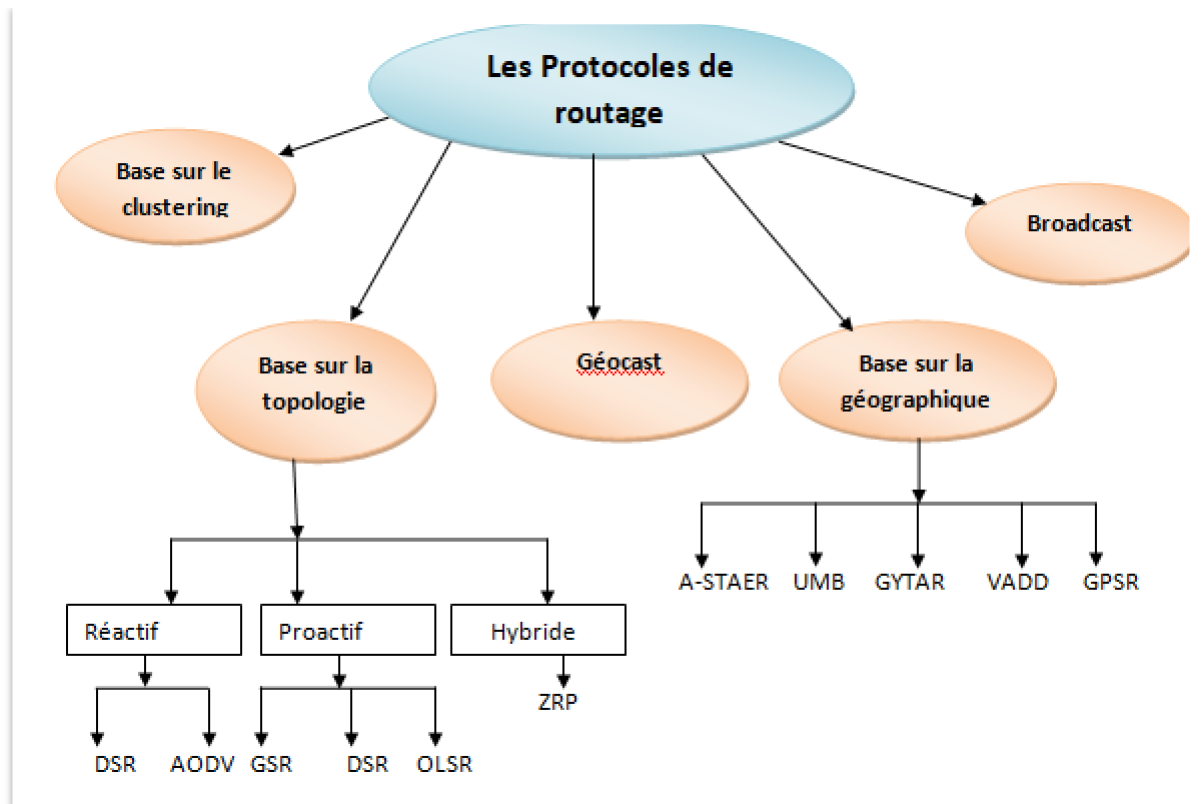 Les Protocoles de
routage
Base sur le
clustering
Broadcast
Base sur la
topologie
Géocast
Base sur la
géographique
A-STAER UMB GYTAR VADD GPSR
Réactif Proactif Hybride
ZRP
DSR AODV GSR DSR OLSR